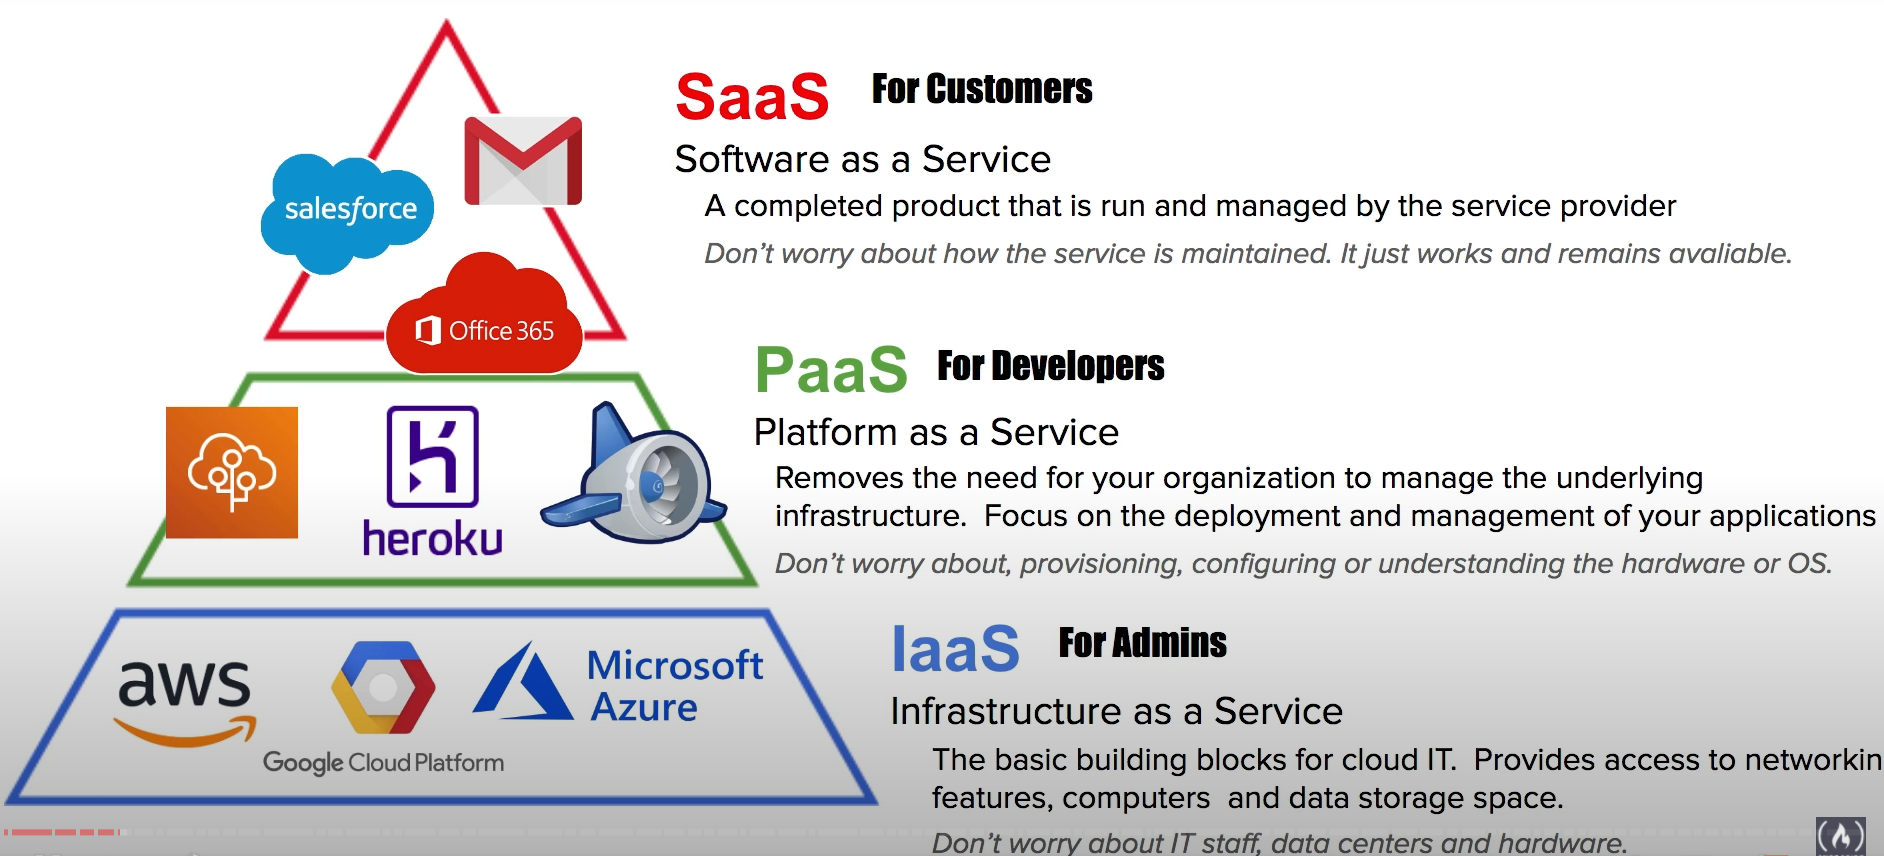 SaaS For Customers
Software as a Service
A completed product that is run and managed by the service provider
Don't worry about how the service is maintained. It just works and remains avaliable.
salesforce
Office 365
PaaS For Developers
Platform as a Service
Removes the need for your organization to manage the underlying
infrastructure. Focus on the deployment and management of your applications
Don't worry about, provisioning, configuring or understanding the hardware or OS.
heroku
IaaS For Admins
Infrastructure as a Service
The basic building blocks for cloud IT. Provides access to networkin
features, computers and data storage space.
Don't worry about IT staff, data centers and hardware.
aws
Google Cloud Platform
Microsoft
Azure